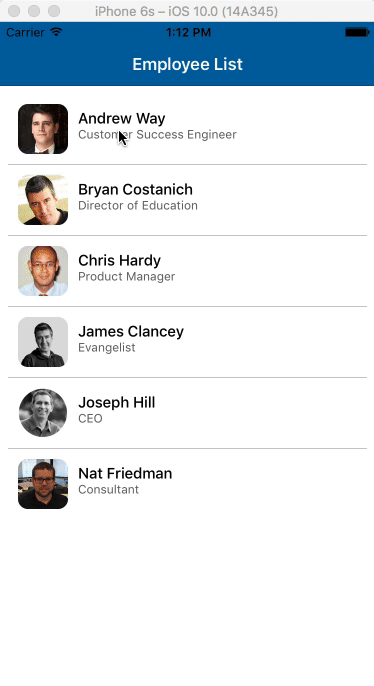 iPhone 6s – iOS 10.0 (14A345)
Carrier 1:12 PM
Employee List
Andrew Way
Customer Success Engineer
Bryan Costanich
Director of Education
Chris Hardy
Product Manager
James Clancey
Evangelist
Joseph Hill
CEO
Nat Friedman
Consultant